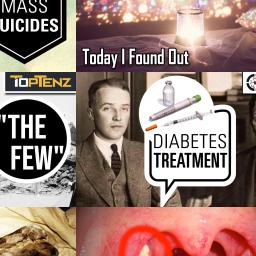 MASS
UICIDES
Today I Found Out
TOPTENZ
"THE
FEW"
DIABETES
TREATMENT